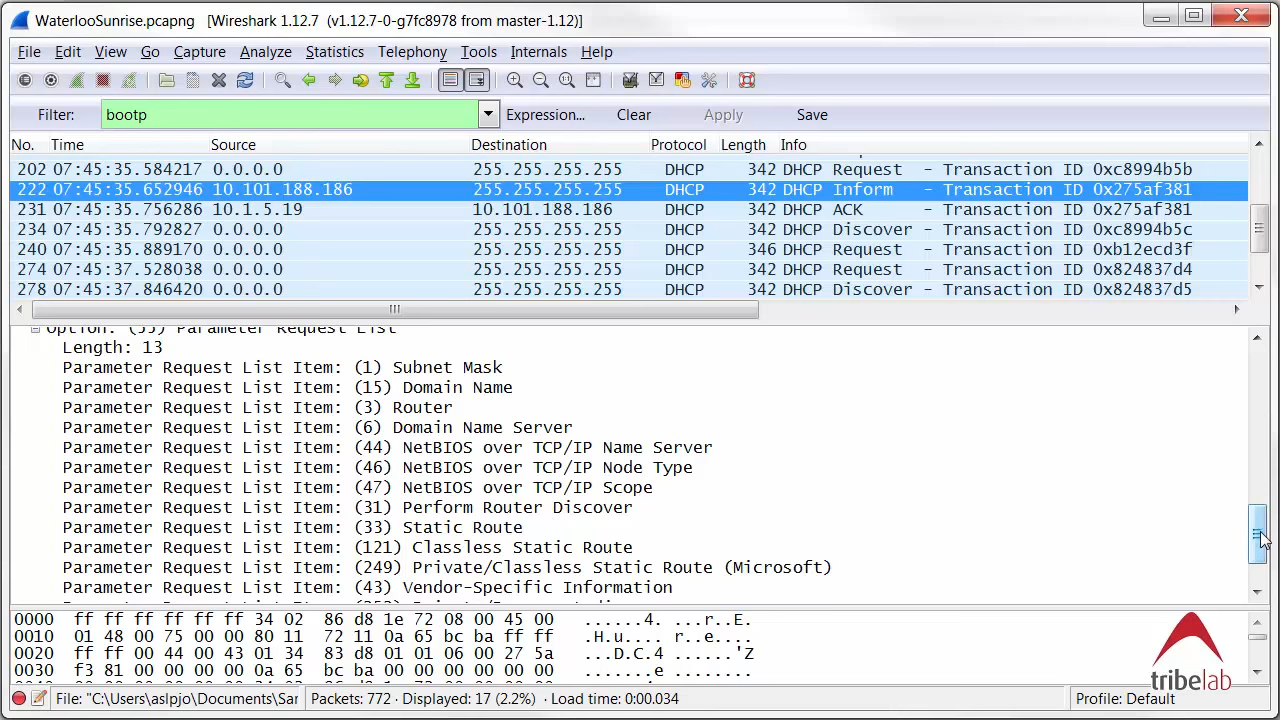 WaterlooSunrise.pcapng [Wireshark 1.12.7 (v1.12.7-0-g7fc8978 from master-1.12)]
File Edit View Go Capture Analyze Statistics Telephony Tools Internals Help
Filter: bootp Expression... Clear Apply Save
No. Time Source Destination Protocol Length Info
202 07:45:35.584217 0.0.0.0 255.255.255.255 DHCP 342 DHCP Request - Transaction ID 0xc8994b5b
222 07:45:35.652946 10.101.188.186 255.255.255.255 DHCP 342 DHCP Inform - Transaction ID 0x275af381
231 07:45:35.756286 10.1.5.19 10.101.188.186 DHCP 342 DHCP ACK - Transaction ID 0x275af381
234 07:45:35.792827 0.0.0.0 255.255.255.255 DHCP 342 DHCP Discover - Transaction ID 0xc8994b5c
240 07:45:35.889170 0.0.0.0 255.255.255.255 DHCP 346 DHCP Request - Transaction ID 0xb12ecd3f
274 07:45:37.528038 0.0.0.0 255.255.255.255 DHCP 342 DHCP Request - Transaction ID 0x824837d4
278 07:45:37.846420 0.0.0.0 255.255.255.255 DHCP 342 DHCP Discover - Transaction ID 0x824837d5
Option: (55) Parameter Request List
Length: 13
Parameter Request List Item: (1) Subnet Mask
Parameter Request List Item: (15) Domain Name
Parameter Request List Item: (3) Router
Parameter Request List Item: (6) Domain Name Server
Parameter Request List Item: (44) NetBIOS over TCP/IP Name Server
Parameter Request List Item: (46) NetBIOS over TCP/IP Node Type
Parameter Request List Item: (47) NetBIOS over TCP/IP Scope
Parameter Request List Item: (31) Perform Router Discover
Parameter Request List Item: (33) Static Route
Parameter Request List Item: (121) Classless Static Route
Parameter Request List Item: (249) Private/Classless Static Route (Microsoft)
Parameter Request List Item: (43) Vendor-Specific Information
0000 ff ff ff ff ff ff 34 02 86 d8 1e 72 08 00 45 00 ......4. ...r..E.
0010 01 48 00 75 00 00 80 11 72 11 0a 65 bc ba ff ff .H.u.... r..e....
0020 ff ff 00 44 00 43 01 34 83 d8 01 01 06 00 27 5a ...D.C.4 ......'Z
0030 f3 81 00 00 00 00 0a 65 bc ba 00 00 00 00 00 00 .......e ........
tribelab
File: "C:\Users\aslpjo\Documents\Sar Packets: 772 · Displayed: 17 (2.2%) · Load time: 0:00.034 Profile: Default